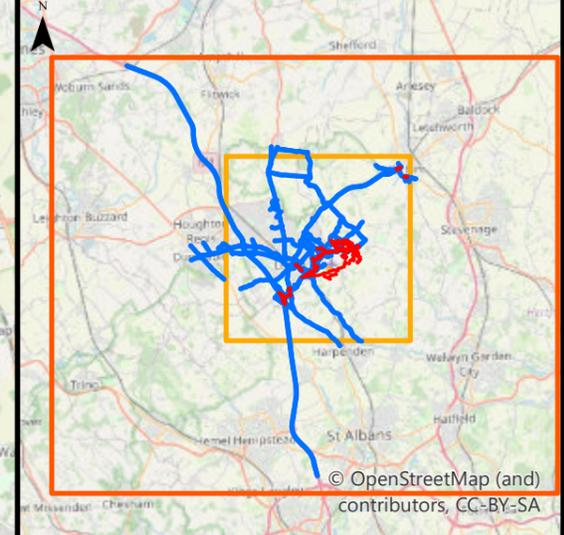 N
Shefford
Woburn Sands
Flitwick
Arlesey
Baldock
Letchworth
Leighton Buzzard
Houghton
Regis
Stevenage
Harpenden
Welwyn Garden
City
Tring
Hatfield
Hemel Hempstead
St Albans
© OpenStreetMap (and)
contributors, CC-BY-SA
Chesham